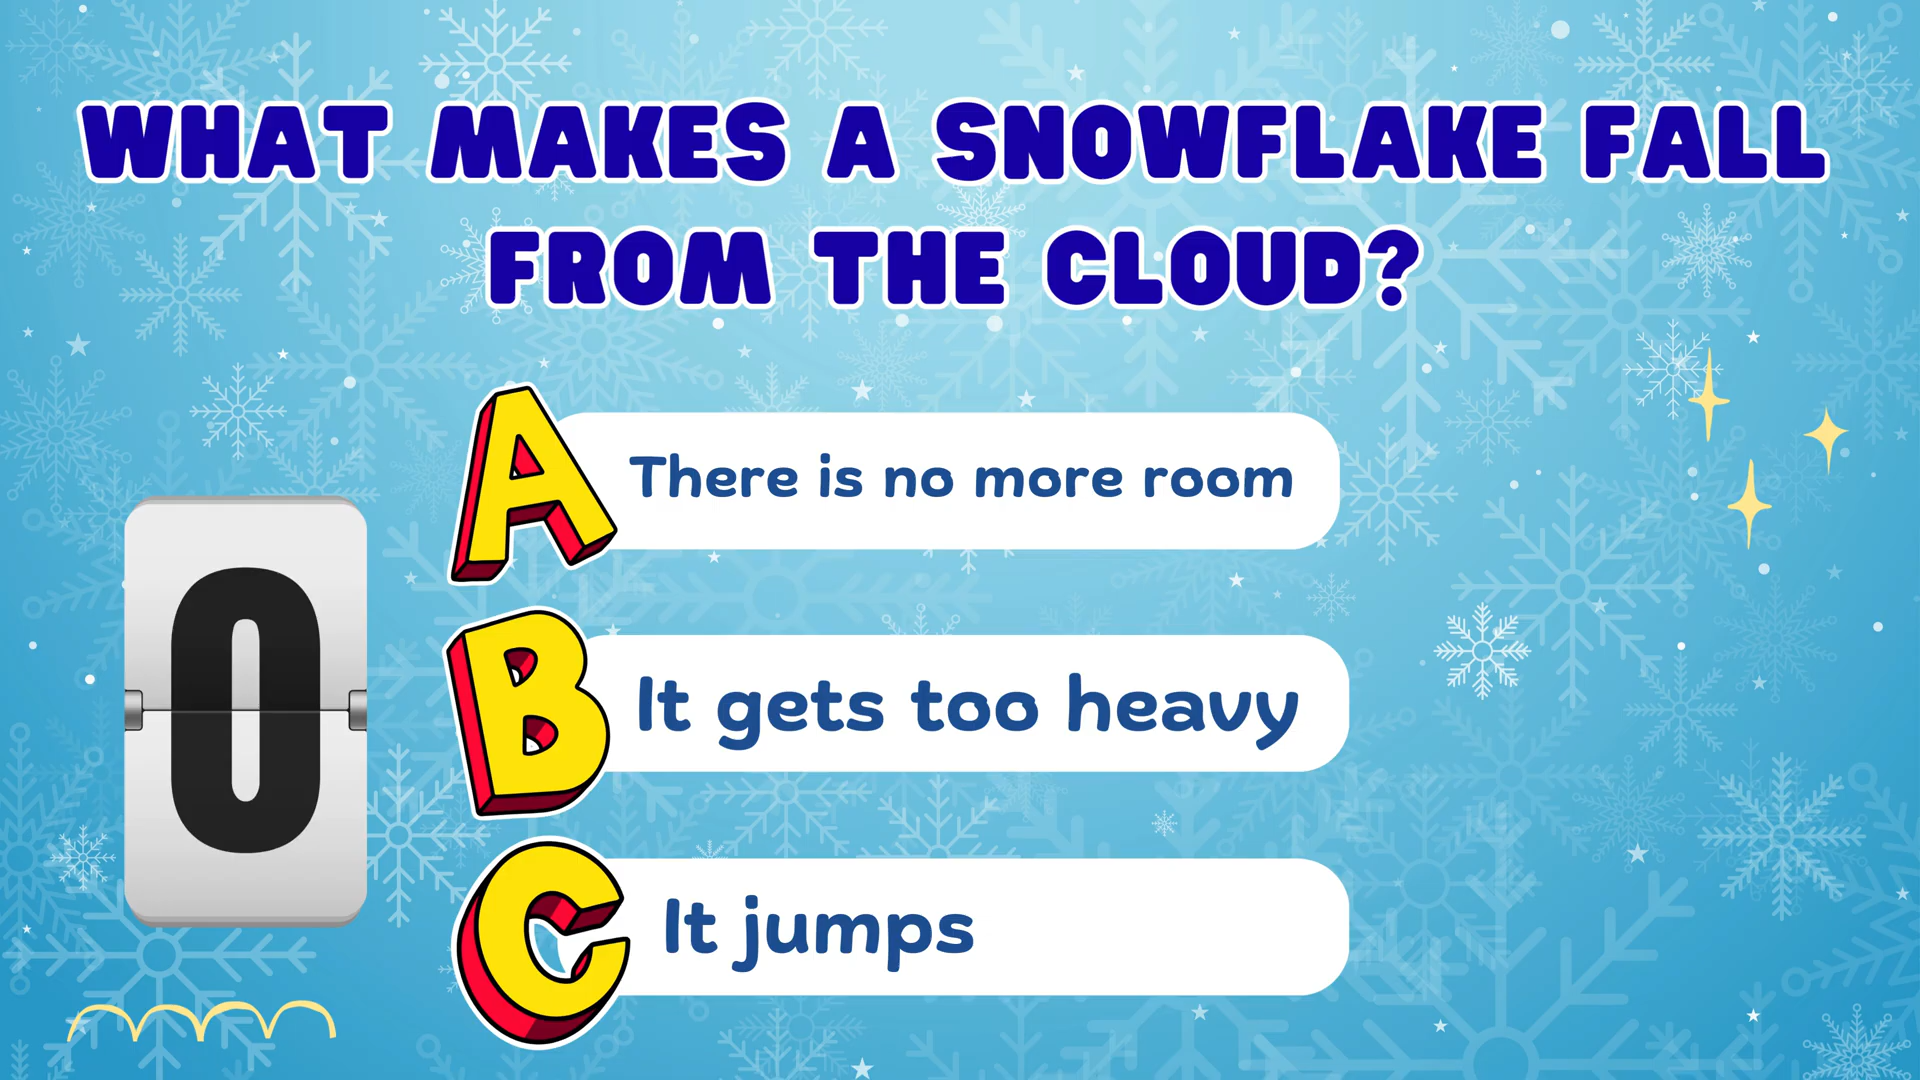 WHAT MAKES A SNOWFLAKE FALL
FROM THE CLOUD?
A There is no more room
0
B It gets too heavy
C It jumps